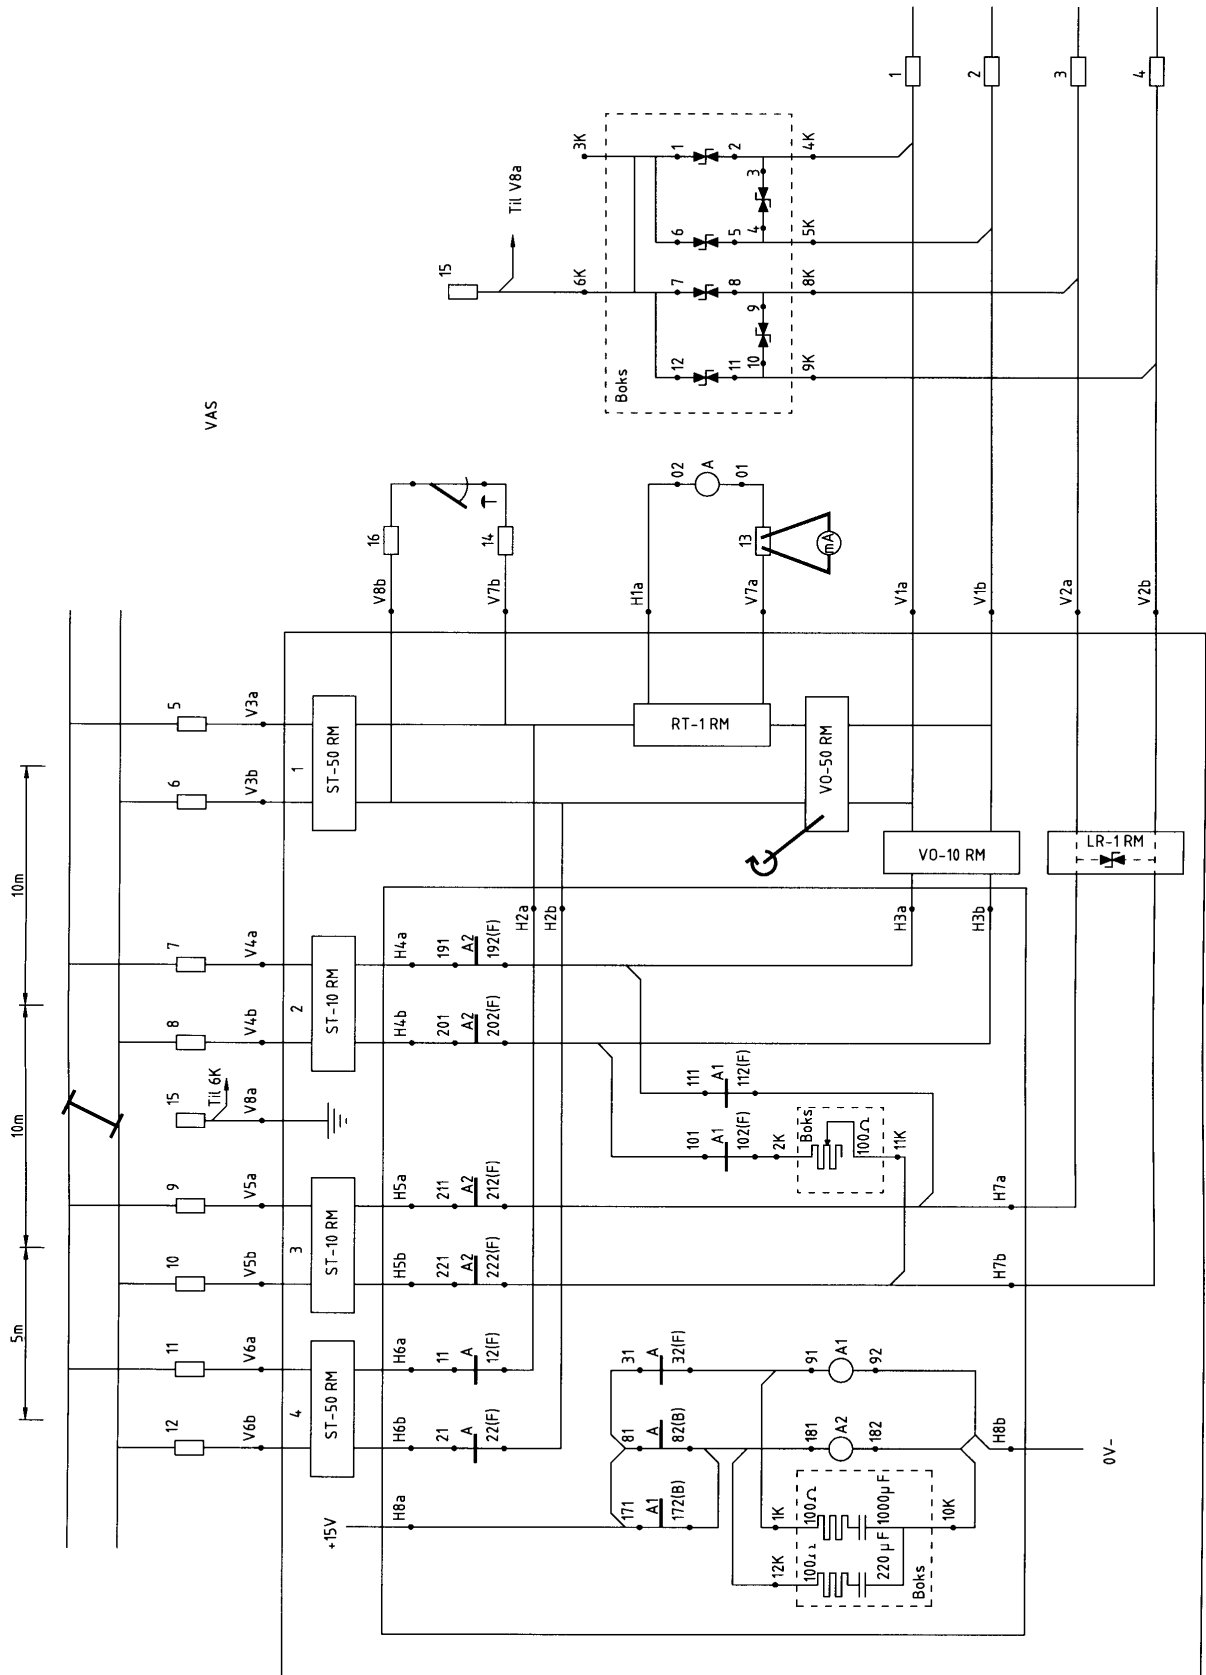 1
2
3
4
3K
1
2
4K
3
4
6
5
5K
Til V8a
15
6K
7
8
8K
9
10
12
11
9K
Boks
VAS
16
14
V8b
V7b
02
A
01
13
mA
H1a
V7a
V1a
V1b
V2a
V2b
5
V3a
6
V3b
1
ST-50 RM
RT-1 RM
VO-50 RM
VO-10 RM
LR-1 RM
10m
H2a
H2b
H3a
H3b
7
V4a
8
V4b
2
ST-10 RM
H4a
191
A2
192(F)
H4b
201
A2
202(F)
10m
15
Til 6K
V8a
111
A1
112(F)
101
A1
102(F)
2K
Boks
100Ω
11K
9
V5a
10
V5b
3
ST-10 RM
H5a
211
A2
212(F)
H7a
H5b
221
A2
222(F)
H7b
5m
11
V6a
12
V6b
4
ST-50 RM
H6a
11
A
12(F)
H6b
21
A
22(F)
31
A
32(F)
91
A1
92
81
A
82(B)
181
A2
182
H8b
0V-
+15V
H8a
171
A1
172(B)
1K
100Ω
1000µF
10K
12K
100Ω
220µF
Boks